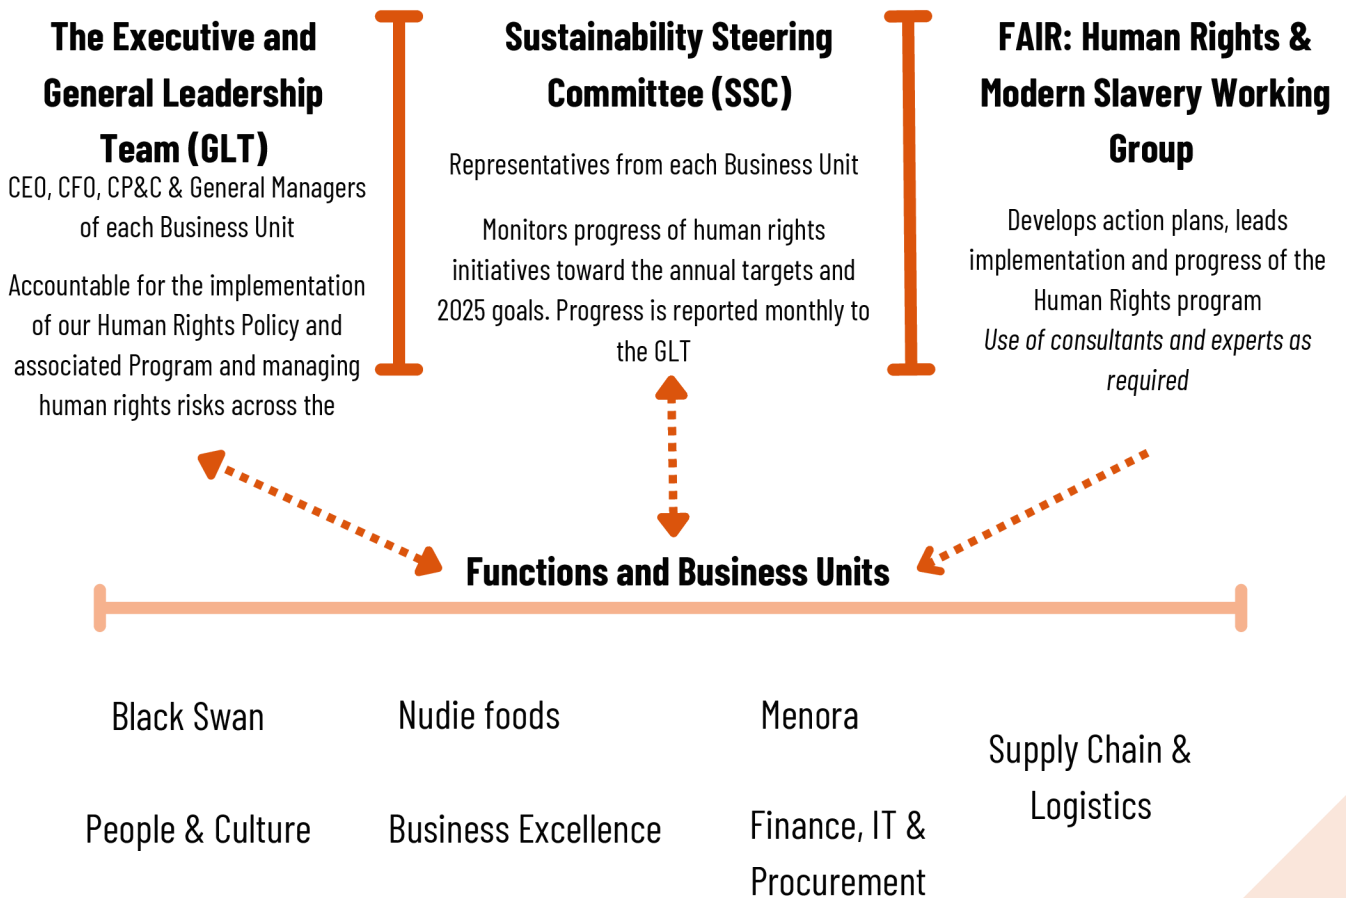 The Executive and
General Leadership
Team (GLT)
CEO, CFO, CP&C & General Managers
of each Business Unit
Accountable for the implementation
of our Human Rights Policy and
associated Program and managing
human rights risks across the
Sustainability Steering
Committee (SSC)
Representatives from each Business Unit
Monitors progress of human rights
initiatives toward the annual targets and
2025 goals. Progress is reported monthly to
the GLT
FAIR: Human Rights &
Modern Slavery Working
Group
Develops action plans, leads
implementation and progress of the
Human Rights program
Use of consultants and experts as
required
Functions and Business Units
Black Swan
Nudie foods
Menora
Supply Chain &
Logistics
People & Culture
Business Excellence
Finance, IT &
Procurement